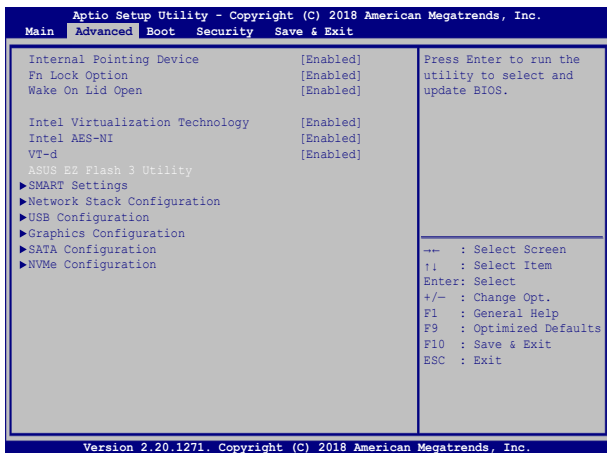 Aptio Setup Utility - Copyright (C) 2018 American Megatrends, Inc.
Main Advanced Boot Security Save & Exit
Internal Pointing Device [Enabled]
Fn Lock Option [Enabled]
Wake On Lid Open [Enabled]
Intel Virtualization Technology [Enabled]
Intel AES-NI [Enabled]
VT-d [Enabled]
ASUS EZ Flash 3 Utility
▶SMART Settings
▶Network Stack Configuration
▶USB Configuration
▶Graphics Configuration
▶SATA Configuration
▶NVMe Configuration
Press Enter to run the
utility to select and
update BIOS.
→← : Select Screen
↑↓ : Select Item
Enter: Select
+/— : Change Opt.
F1 : General Help
F9 : Optimized Defaults
F10 : Save & Exit
ESC : Exit
Version 2.20.1271. Copyright (C) 2018 American Megatrends, Inc.